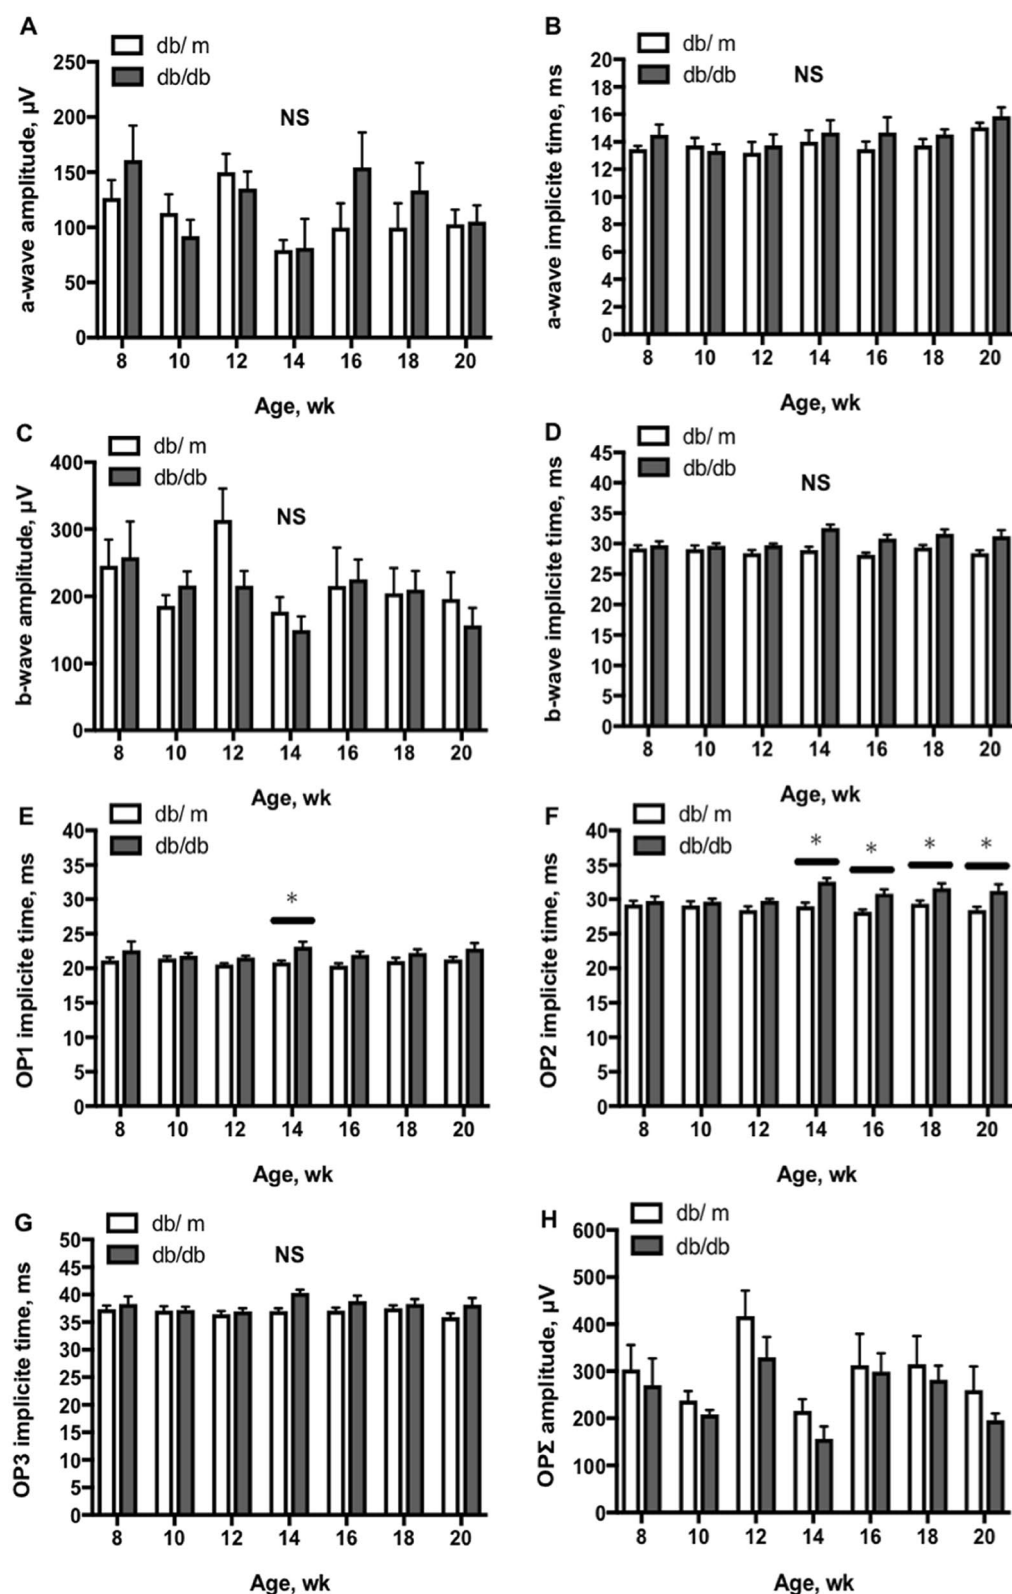 A
db/ m
db/db
NS
a-wave amplitude, µV
250
200
150
100
50
0
8 10 12 14 16 18 20
Age, wk
B
db/ m
db/db
NS
a-wave implicite time, ms
20
18
16
14
12
10
8
6
4
2
0
8 10 12 14 16 18 20
Age, wk
C
db/ m
db/db
NS
b-wave amplitude, µV
400
300
200
100
0
8 10 12 14 16 18 20
Age, wk
D
db/ m
db/db
NS
b-wave implicite time, ms
45
40
35
30
25
20
15
10
5
0
8 10 12 14 16 18 20
Age, wk
E
db/ m
db/db
*
OP1 implicite time, ms
40
35
30
25
20
15
10
5
0
8 10 12 14 16 18 20
Age, wk
F
db/ m
db/db
* * * *
OP2 implicite time, ms
40
35
30
25
20
15
10
5
0
8 10 12 14 16 18 20
Age, wk
G
db/ m
db/db
NS
OP3 implicite time, ms
50
45
40
35
30
25
20
15
10
5
0
8 10 12 14 16 18 20
Age, wk
H
db/ m
db/db
OPΣ amplitude, µV
600
500
400
300
200
100
0
8 10 12 14 16 18 20
Age, wk